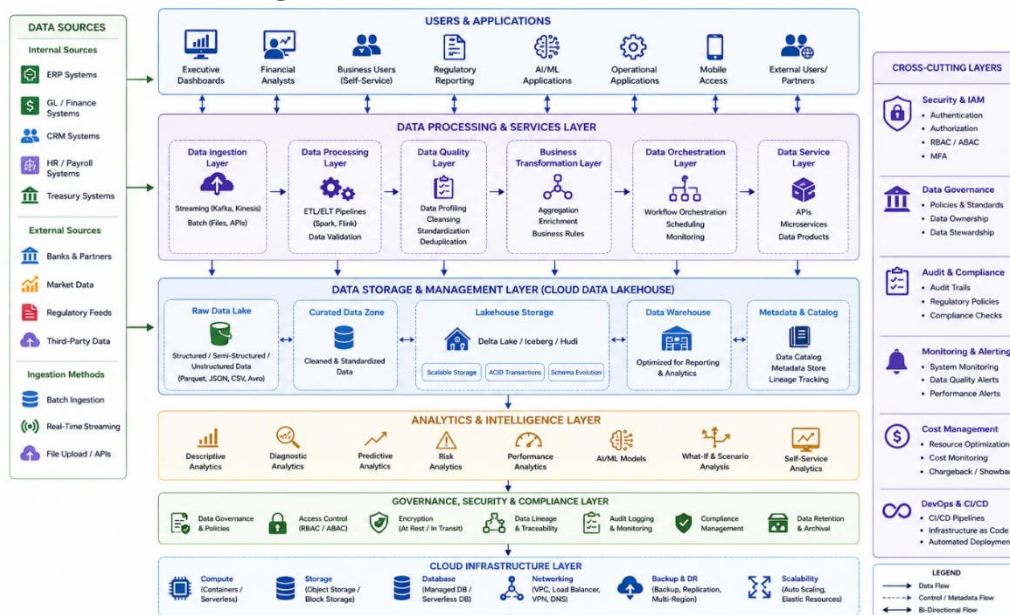 DATA SOURCES
Internal Sources
ERP Systems
GL / Finance
Systems
CRM Systems
HR / Payroll
Systems
Treasury Systems
External Sources
Banks & Partners
Market Data
Regulatory Feeds
Third-Party Data
Ingestion Methods
Batch Ingestion
Real-Time Streaming
File Upload / APIs
USERS & APPLICATIONS
Executive
Dashboards
Financial
Analysts
Business Users
(Self-Service)
Regulatory
Reporting
AI/ML
Applications
Operational
Applications
Mobile
Access
External Users/
Partners
DATA PROCESSING & SERVICES LAYER
Data Ingestion
Layer
Streaming (Kafka, Kinesis)
Batch (Files, APIs)
Data Processing
Layer
ETL/ELT Pipelines
(Spark, Flink)
Data Validation
Data Quality
Layer
Data Profiling
Cleansing
Standardization
Deduplication
Business
Transformation Layer
Aggregation
Enrichment
Business Rules
Data Orchestration
Layer
Workflow Orchestration
Scheduling
Monitoring
Data Service
Layer
APIs
Microservices
Data Products
DATA STORAGE & MANAGEMENT LAYER (CLOUD DATA LAKEHOUSE)
Raw Data Lake
Structured / Semi-Structured /
Unstructured Data
(Parquet, JSON, CSV, Avro)
Curated Data Zone
Cleaned & Standardized
Data
Lakehouse Storage
Delta Lake / Iceberg / Hudi
Scalable Storage
ACID Transactions
Schema Evolution
Data Warehouse
Optimized for Reporting
& Analytics
Metadata & Catalog
Data Catalog
Metadata Store
Lineage Tracking
ANALYTICS & INTELLIGENCE LAYER
Descriptive
Analytics
Diagnostic
Analytics
Predictive
Analytics
Risk
Analytics
Performance
Analytics
AI/ML Models
What-If & Scenario
Analysis
Self-Service
Analytics
GOVERNANCE, SECURITY & COMPLIANCE LAYER
Data Governance
& Policies
Access Control
(RBAC / ABAC)
Encryption
(At Rest / In Transit)
Data Lineage
& Traceability
Audit Logging
& Monitoring
Compliance
Management
Data Retention
& Archival
CLOUD INFRASTRUCTURE LAYER
Compute
(Containers /
Serverless)
Storage
(Object Storage /
Block Storage)
Database
(Managed DB /
Serverless DB)
Networking
(VPC, Load Balancer,
VPN, DNS)
Backup & DR
(Backup, Replication,
Multi-Region)
Scalability
(Auto Scaling,
Elastic Resources)
CROSS-CUTTING LAYERS
Security & IAM
• Authentication
• Authorization
• RBAC / ABAC
• MFA
Data Governance
• Policies & Standards
• Data Ownership
• Data Stewardship
Audit & Compliance
• Audit Trails
• Regulatory Policies
• Compliance Checks
Monitoring & Alerting
• System Monitoring
• Data Quality Alerts
• Performance Alerts
Cost Management
• Resource Optimization
• Cost Monitoring
• Chargeback / Showback
DevOps & CI/CD
• CI/CD Pipelines
• Infrastructure as Code
• Automated Deployment
LEGEND
Data Flow
Control / Metadata Flow
Bi-Directional Flow